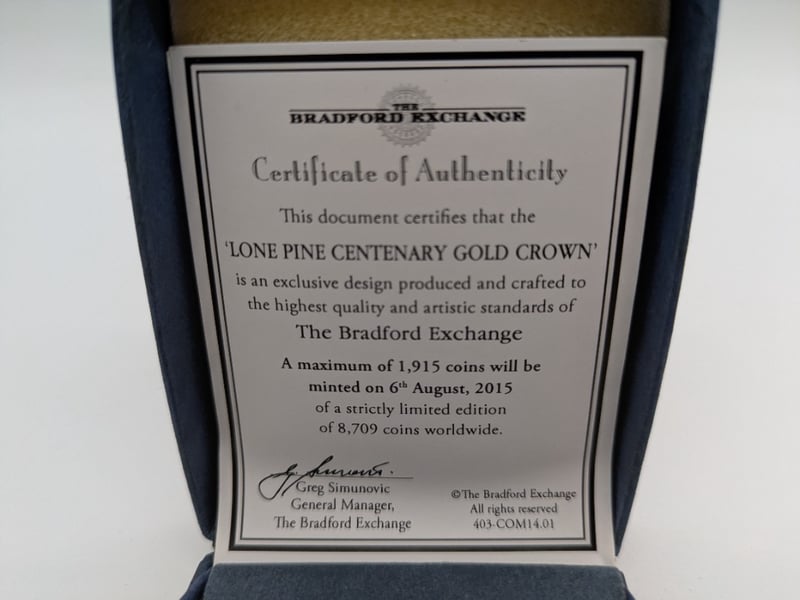 THE
BRADFORD EXCHANGE
Certificate of Authenticity
This document certifies that the
'LONE PINE CENTENARY GOLD CROWN'
is an exclusive design produced and crafted to
the highest quality and artistic standards of
The Bradford Exchange
A maximum of 1,915 coins will be
minted on 6th August, 2015
of a strictly limited edition
of 8,709 coins worldwide.
G. Simunovic.
Greg Simunovic
General Manager,
The Bradford Exchange
©The Bradford Exchange
All rights reserved
403-COM14.01